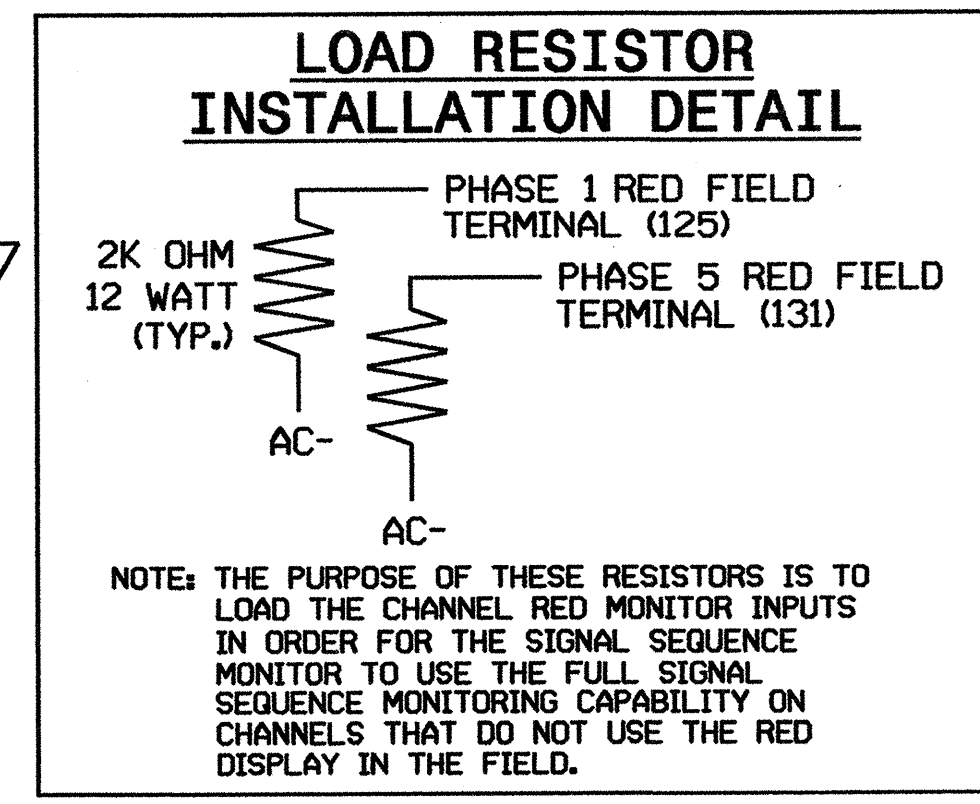 LOAD RESISTOR
INSTALLATION DETAIL
PHASE 1 RED FIELD
TERMINAL (125)
2K OHM
12 WATT
(TYP.)
PHASE 5 RED FIELD
TERMINAL (131)
AC-
AC-
NOTE: THE PURPOSE OF THESE RESISTORS IS TO
LOAD THE CHANNEL RED MONITOR INPUTS
IN ORDER FOR THE SIGNAL SEQUENCE
MONITOR TO USE THE FULL SIGNAL
SEQUENCE MONITORING CAPABILITY ON
CHANNELS THAT DO NOT USE THE RED
DISPLAY IN THE FIELD.